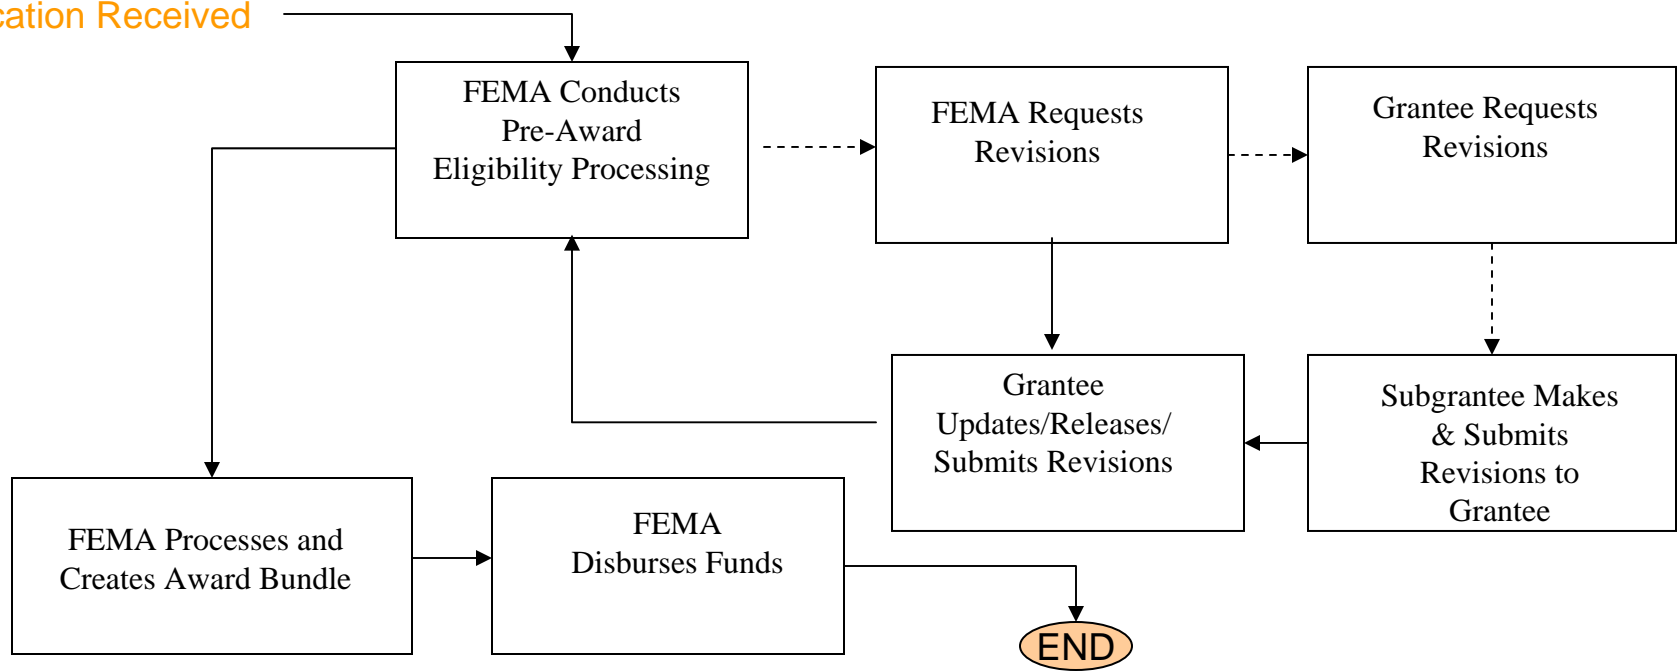 Received
FEMA Conducts
Pre-Award
Eligibility Processing
FEMA Requests
Revisions
Grantee Requests
Revisions
Grantee
Updates/Releases/
Submits Revisions
Subgrantee Makes
& Submits
Revisions to
Grantee
FEMA Processes and
Creates Award Bundle
FEMA
Disburses Funds
END